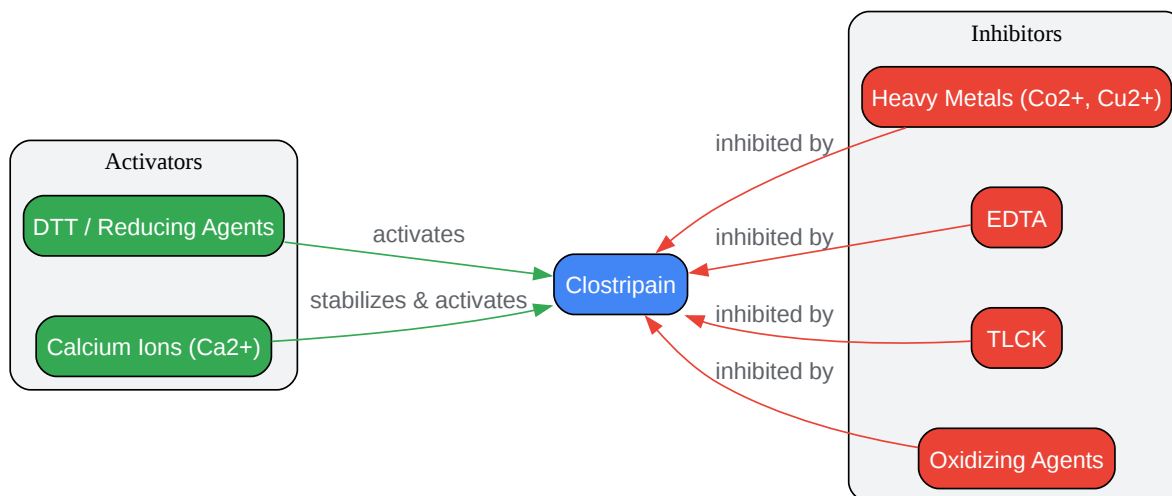 Activators
DTT / Reducing Agents
Calcium Ions (Ca2+)
activates
stabilizes & activates
Clostripain
inhibited by
inhibited by
inhibited by
inhibited by
Inhibitors
Heavy Metals (Co2+, Cu2+)
EDTA
TLCK
Oxidizing Agents